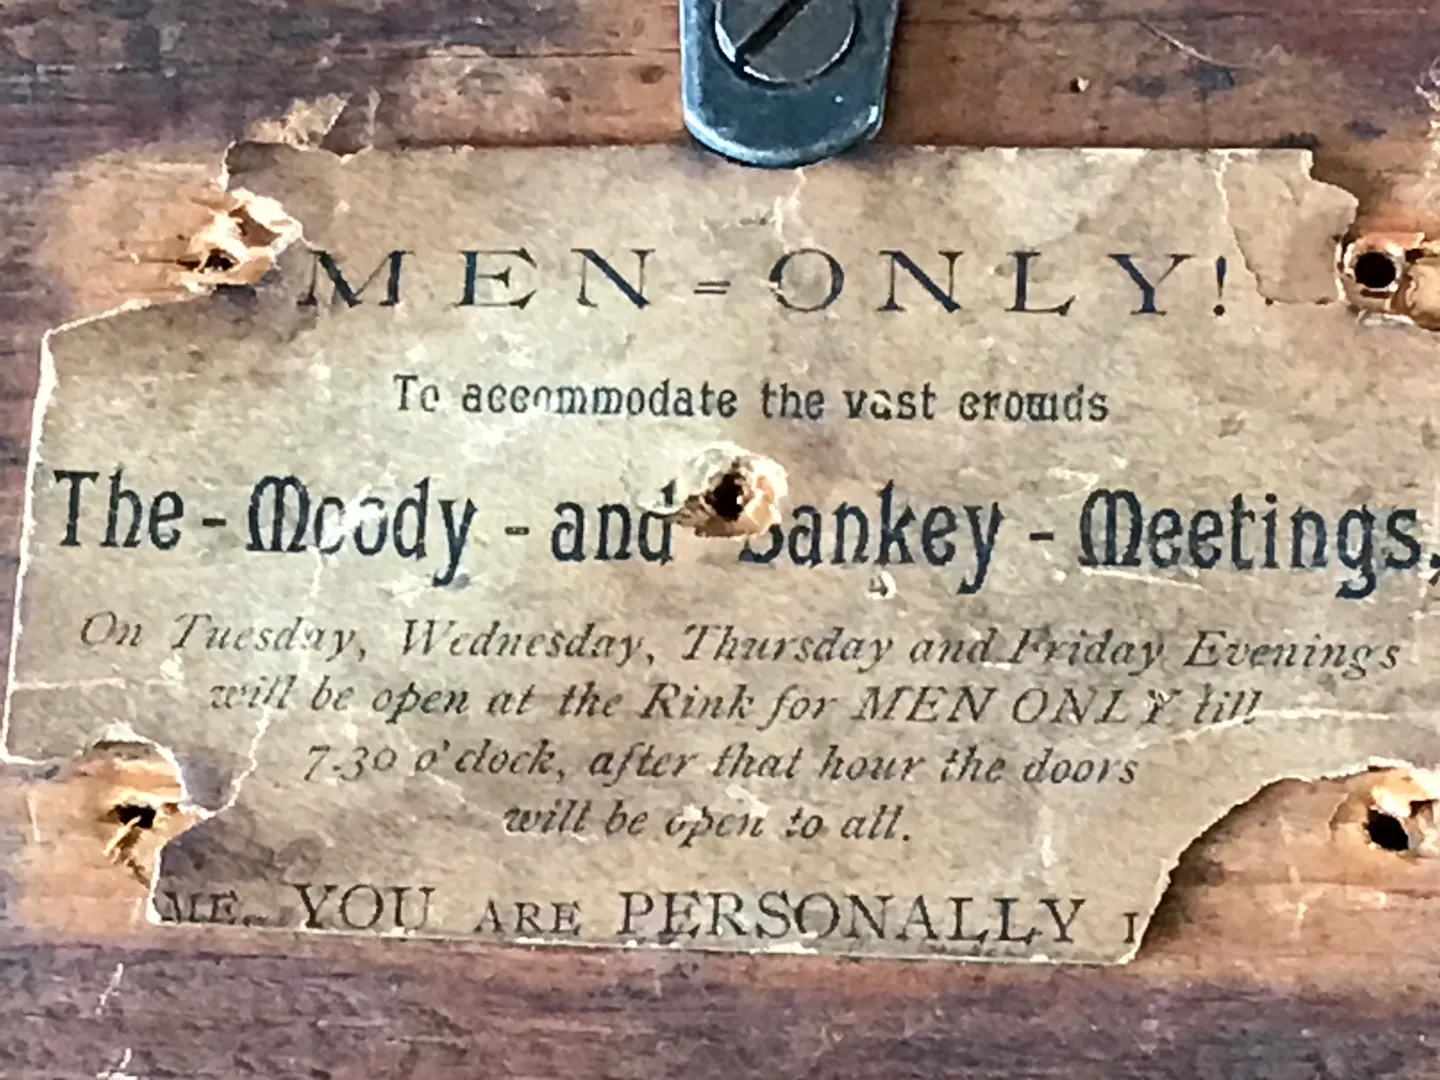 MEN-ONLY!
To accommodate the vast crowds
The-Moody-and Sankey-Meetings,
On Tuesday, Wednesday, Thursday and Friday Evenings
will be open at the Rink for MEN ONLY till
7.30 o'clock, after that hour the doors
will be open to all.
ME. YOU ARE PERSONALLY I